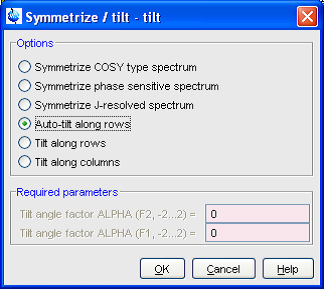 Symmetrize / tilt - tilt
Options
Symmetrize COSY type spectrum
Symmetrize phase sensitive spectrum
Symmetrize J-resolved spectrum
Auto-tilt along rows
Tilt along rows
Tilt along columns
Required parameters
Tilt angle factor ALPHA (F2, -2...2) = 0
Tilt angle factor ALPHA (F1, -2...2) = 0
OK Cancel Help